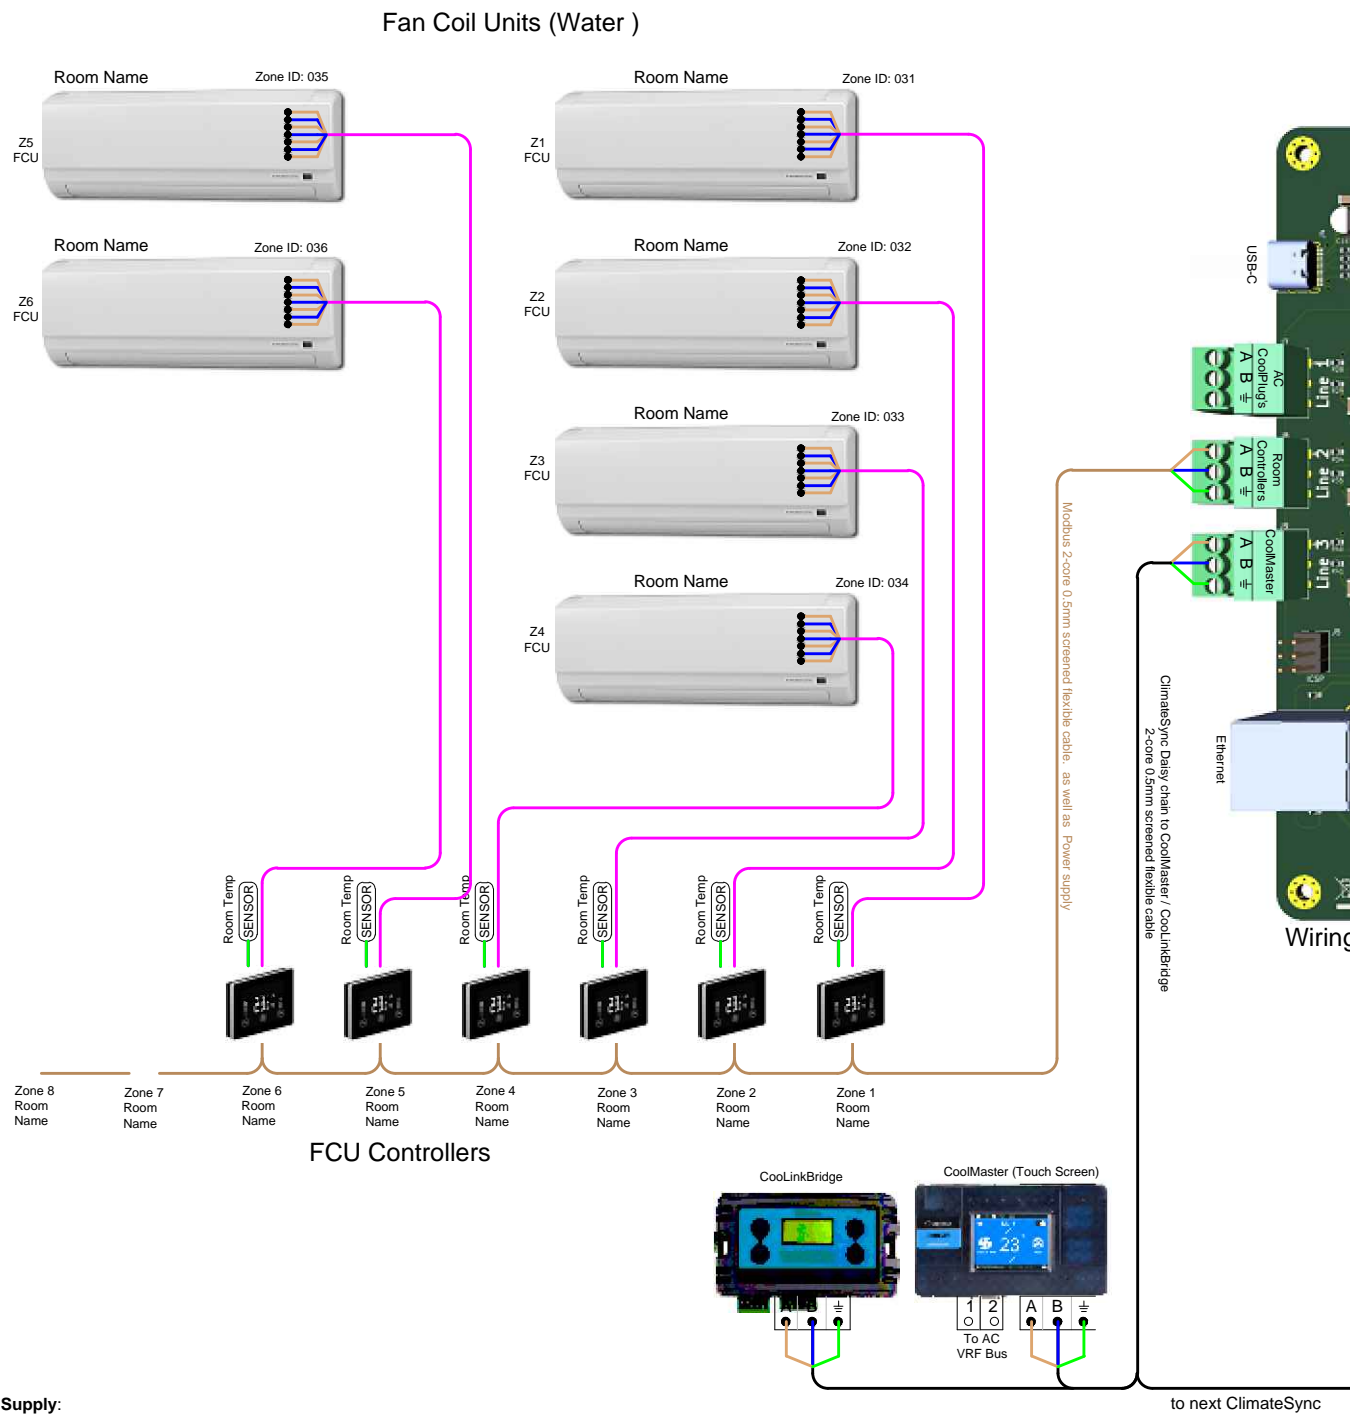 Fan Coil Units (Water )
Room Name
Zone ID: 035
Z5
FCU
Room Name
Zone ID: 031
Z1
FCU
Room Name
Zone ID: 036
Z6
FCU
Room Name
Zone ID: 032
Z2
FCU
Room Name
Zone ID: 033
Z3
FCU
Room Name
Zone ID: 034
Z4
FCU
USB-C
AC
CoolPlug's
A B
Line 1
Room
Controllers
A B
Line 2
CoolMaster
A B
Line 3
ICSP
Ethernet
Modbus 2-core 0.5mm screened flexible cable. as well as Power supply
ClimateSync Daisy chain to CoolMaster / CooLinkBridge
2-core 0.5mm screened flexible cable
Wiring
Room Temp
SENSOR
Room Temp
SENSOR
Room Temp
SENSOR
Room Temp
SENSOR
Room Temp
SENSOR
Room Temp
SENSOR
Zone 8
Room
Name
Zone 7
Room
Name
Zone 6
Room
Name
Zone 5
Room
Name
Zone 4
Room
Name
Zone 3
Room
Name
Zone 2
Room
Name
Zone 1
Room
Name
FCU Controllers
CooLinkBridge
CoolMaster (Touch Screen)
23
A B
1 2
A B
To AC
VRF Bus
Supply:
to next ClimateSync